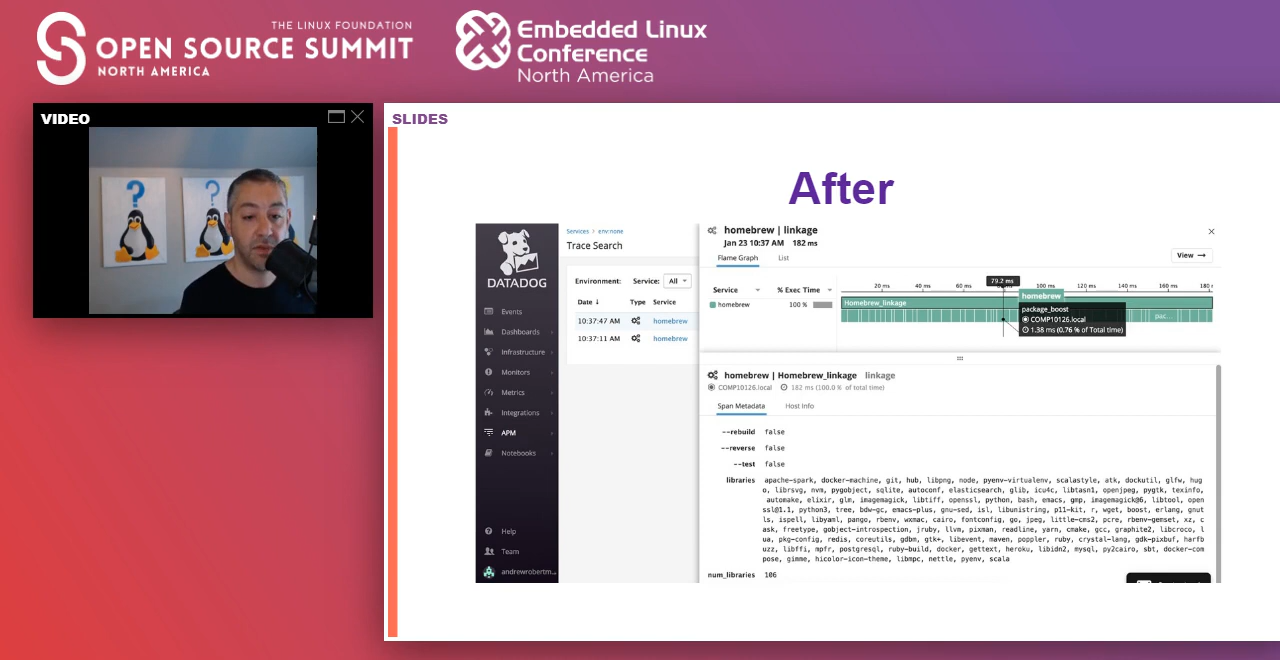 THE LINUX FOUNDATION
OPEN SOURCE SUMMIT
NORTH AMERICA
Embedded Linux
Conference
North America
VIDEO
?
?
SLIDES
After
DATADOG
Events
Dashboards
Infrastructure
Monitors
Metrics
Integrations
APM
Notebooks
Help
Team
andrewrobertm...
Services > env:none
Trace Search
Environment: Service: All
Date ↓ Type Service
10:37:47 AM homebrew
10:37:11 AM homebrew
homebrew | linkage
Jan 23 10:37 AM 182 ms
Flame Graph List
View →
Service % Exec Time
homebrew 100 %
79.2 ms
20 ms 40 ms 60 ms 100 ms 120 ms 140 ms 160 ms 180
Homebrew_linkage
pac...
homebrew
package_boost
COMP10126.local
1.38 ms (0.76 % of Total time)
homebrew | Homebrew_linkage linkage
COMP10126.local 182 ms (100.0 % of total time)
Span Metadata Host Info
--rebuild false
--reverse false
--test false
libraries apache-spark, docker-machine, git, hub, libpng, node, pyenv-virtualenv, scalastyle, atk, dockutil, glfw, hug
o, librsvg, nvm, pygobject, sqlite, autoconf, elasticsearch, glib, icu4c, libtasn1, openjpeg, pygtk, texinfo,
automake, elixir, glm, imagemagick, libtiff, openssl, python, bash, emacs, gmp, imagemagick@6, libtool, open
ssl@1.1, python3, tree, bdw-gc, emacs-plus, gnu-sed, isl, libunistring, p11-kit, r, wget, boost, erlang, gnut
ls, ispell, libyaml, pango, rbenv, wxmac, cairo, fontconfig, go, jpeg, little-cms2, pcre, rbenv-genset, xz, c
ask, freetype, gobject-introspection, jruby, llvm, pixman, readline, yarn, cmake, gcc, graphite2, libcroco, l
ua, pkg-config, redis, coreutils, gdbm, gtk+, libevent, maven, poppler, ruby, crystal-lang, gdk-pixbuf, harfb
uzz, libffi, mpfr, postgresql, ruby-build, docker, gettext, heroku, libidn2, mysql, py2cairo, sbt, docker-com
pose, gimme, hicolor-icon-theme, libmpc, nettle, pyenv, scala
num_libraries 106